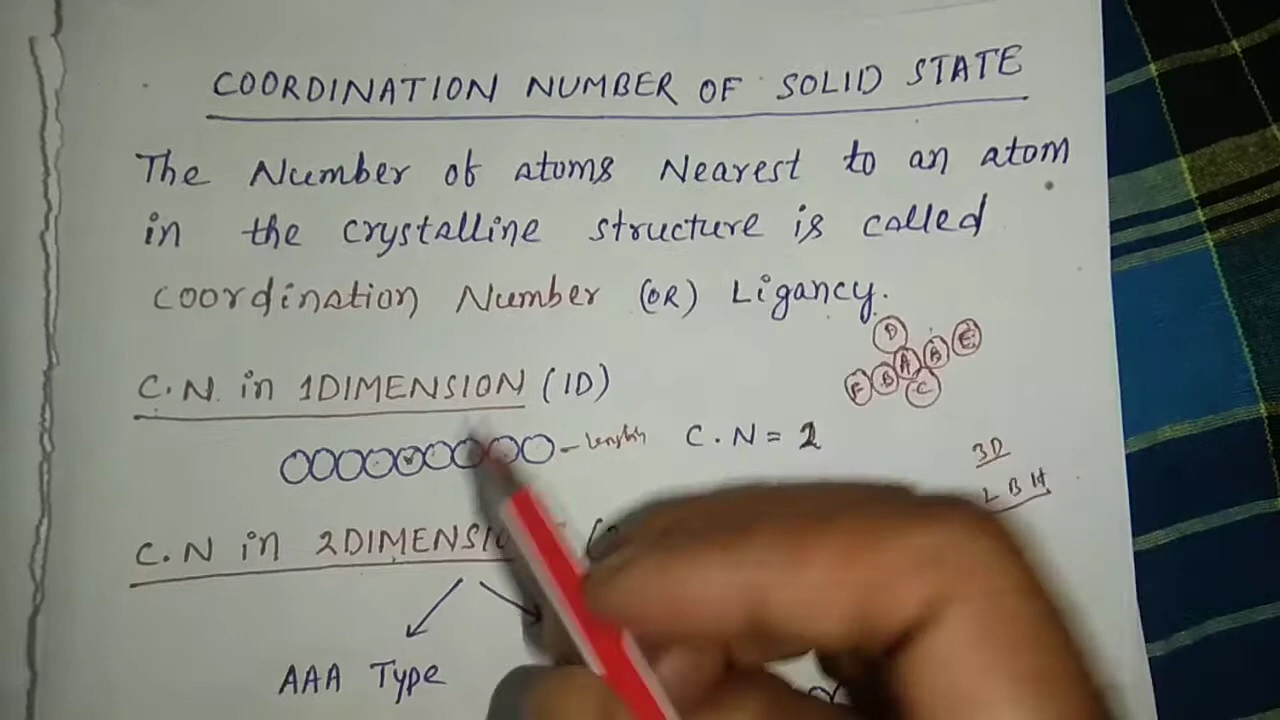 COORDINATION NUMBER OF SOLID STATE
The Number of atoms Nearest to an atom
in the crystalline structure is called
Coordination Number (OR) Ligancy.
D
A B E
F B C
C.N. in 1DIMENSION (1D)
length C.N = 2
3D
L B H
C.N in 2DIMENSIO
AAA Type